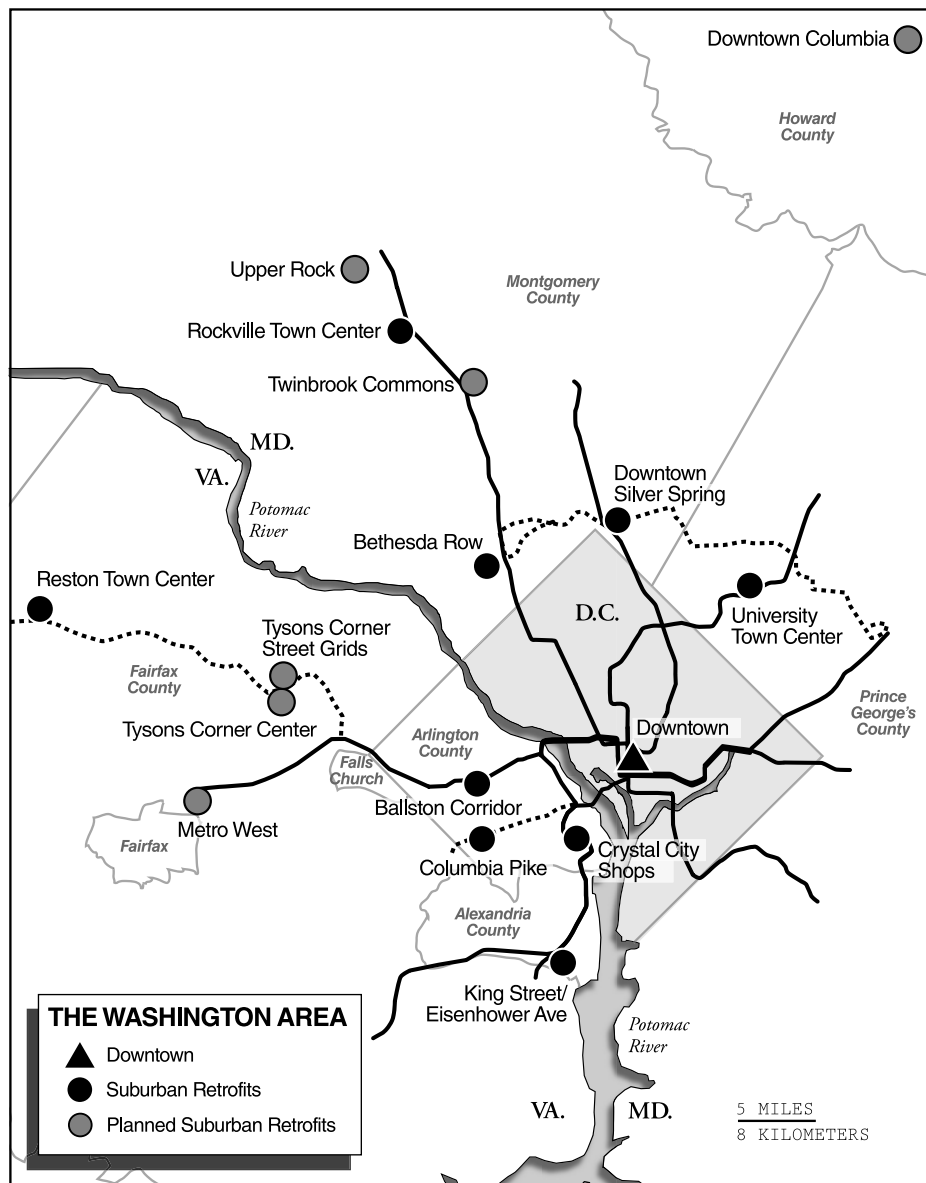 Downtown Columbia
Howard
County
Upper Rock
Montgomery
County
Rockville Town Center
Twinbrook Commons
MD.
VA.
Potomac
River
Downtown
Silver Spring
Bethesda Row
Reston Town Center
D.C.
University
Town Center
Tysons Corner
Street Grids
Fairfax
County
Tysons Corner Center
Prince
George's
County
Arlington
County
Downtown
Falls
Church
Ballston Corridor
Metro West
Fairfax
Columbia Pike
Crystal City
Shops
Alexandria
County
King Street/
Eisenhower Ave
Potomac
River
THE WASHINGTON AREA
Downtown
Suburban Retrofits
Planned Suburban Retrofits
VA.
MD.
5 MILES
8 KILOMETERS